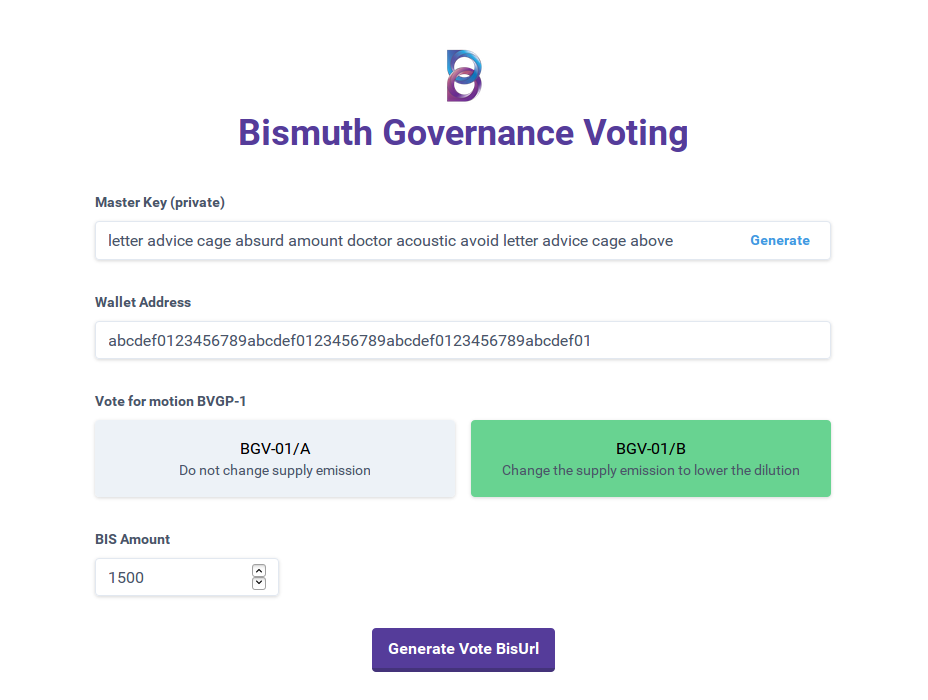 Bismuth Governance Voting
Master Key (private)
letter advice cage absurd amount doctor acoustic avoid letter advice cage above
Generate
Wallet Address
abcdef0123456789abcdef0123456789abcdef0123456789abcdef01
Vote for motion BVGP-1
BGV-01/A
Do not change supply emission
BGV-01/B
Change the supply emission to lower the dilution
BIS Amount
1500
Generate Vote BisUrl